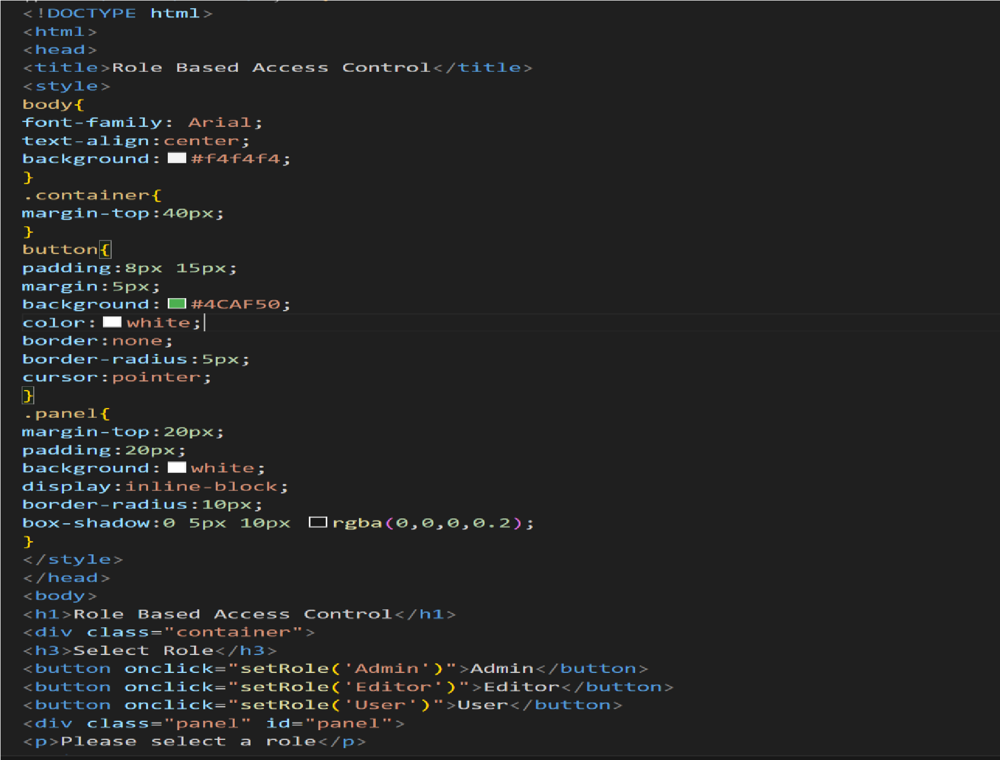 <!DOCTYPE html>
<html>
<head>
<title>Role Based Access Control</title>
<style>
body{
font-family: Arial;
text-align:center;
background: #f4f4f4;
}
.container{
margin-top:40px;
}
button{
padding:8px 15px;
margin:5px;
background: #4CAF50;
color: white;
border:none;
border-radius:5px;
cursor:pointer;
}
.panel{
margin-top:20px;
padding:20px;
background: white;
display:inline-block;
border-radius:10px;
box-shadow:0 5px 10px rgba(0,0,0,0.2);
}
</style>
</head>
<body>
<h1>Role Based Access Control</h1>
<div class="container">
<h3>Select Role</h3>
<button onclick="setRole('Admin')">Admin</button>
<button onclick="setRole('Editor')">Editor</button>
<button onclick="setRole('User')">User</button>
<div class="panel" id="panel">
<p>Please select a role</p>